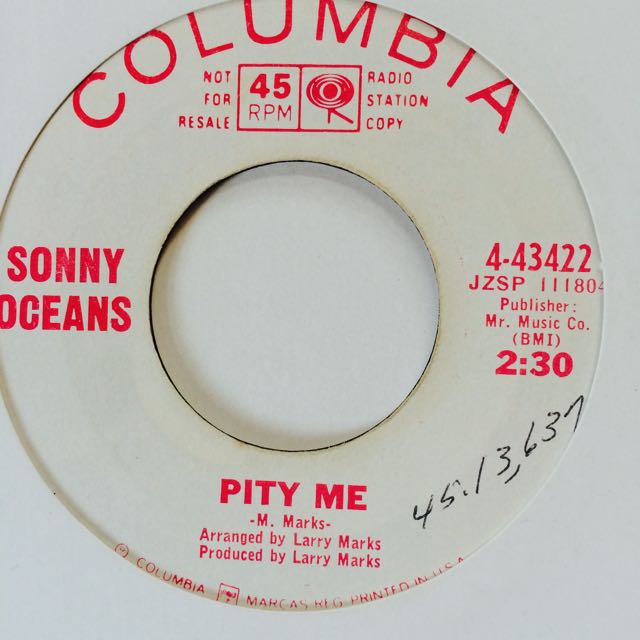 COLUMBIA
NOT
FOR
RESALE
45
RPM
RADIO
STATION
COPY
SONNY
OCEANS
4-43422
JZSP 111804
Publisher:
Mr. Music Co.
(BMI)
2:30
45.13,637
PITY ME
-M. Marks-
Arranged by Larry Marks
Produced by Larry Marks
COLUMBIA MARCAS REG. PRINTED IN U.S.A.